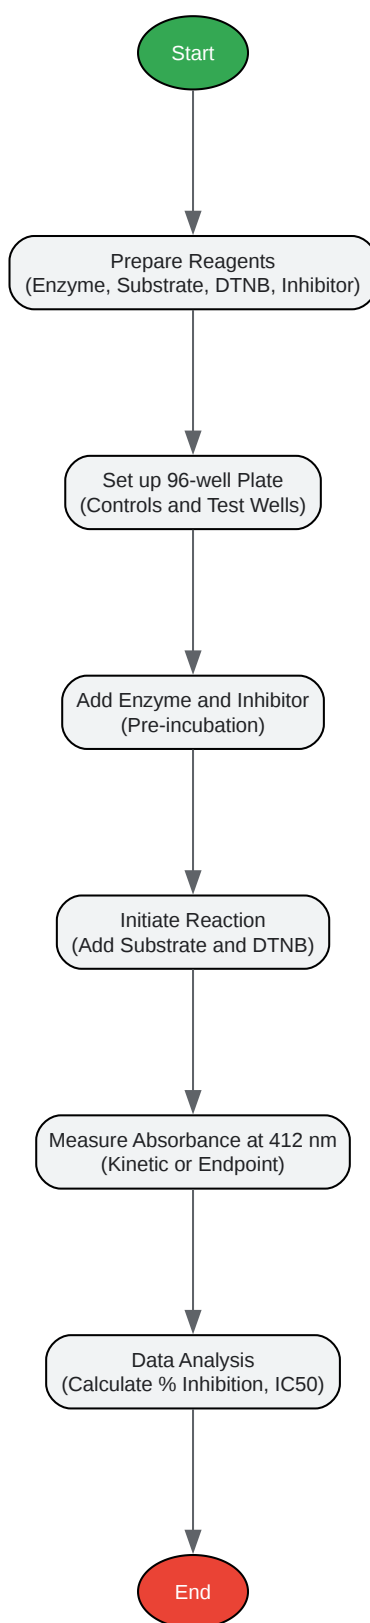 Start
Prepare Reagents
(Enzyme, Substrate, DTNB, Inhibitor)
Set up 96-well Plate
(Controls and Test Wells)
Add Enzyme and Inhibitor
(Pre-incubation)
Initiate Reaction
(Add Substrate and DTNB)
Measure Absorbance at 412 nm
(Kinetic or Endpoint)
Data Analysis
(Calculate % Inhibition, IC50)
End